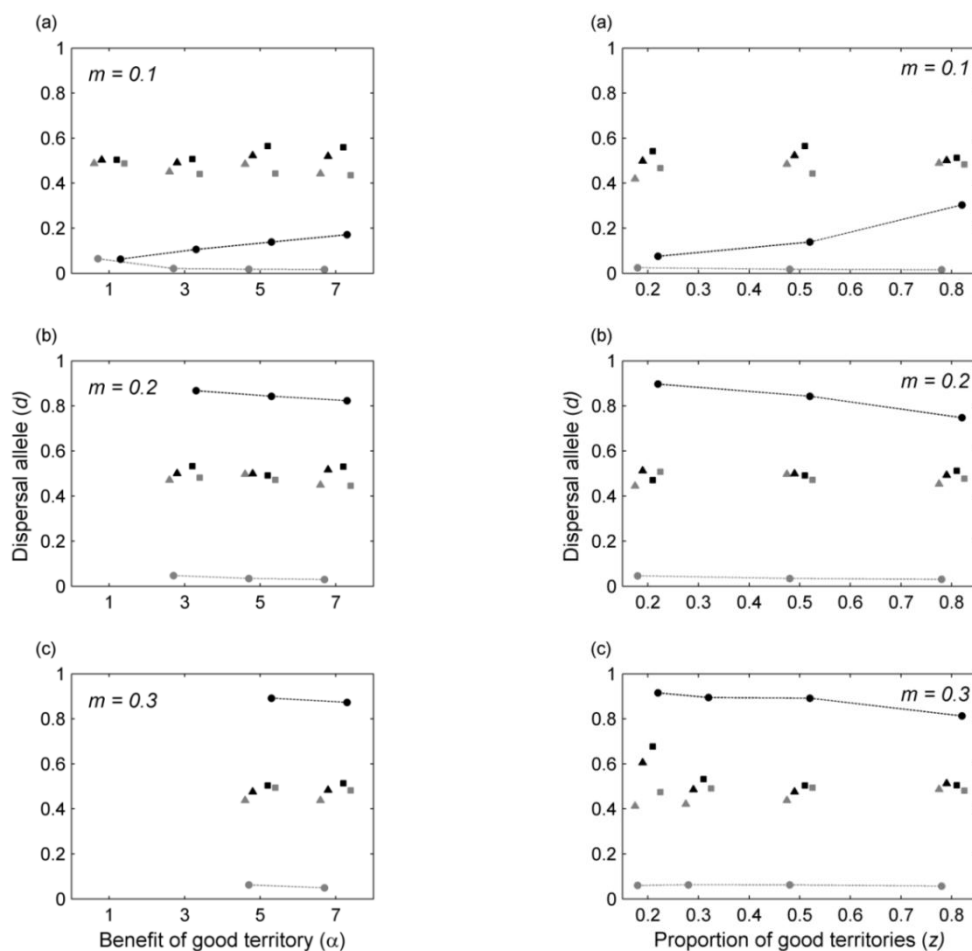 (a)
1
0.8
0.6
0.4
0.2
0
m = 0.1
1 3 5 7
(a)
1
0.8
0.6
0.4
0.2
0
m = 0.1
0.2 0.3 0.4 0.5 0.6 0.7 0.8
(b)
1
0.8
0.6
0.4
0.2
0
m = 0.2
1 3 5 7
Dispersal allele (d)
(b)
1
0.8
0.6
0.4
0.2
0
m = 0.2
0.2 0.3 0.4 0.5 0.6 0.7 0.8
Dispersal allele (d)
(c)
1
0.8
0.6
0.4
0.2
0
m = 0.3
1 3 5 7
Benefit of good territory (α)
(c)
1
0.8
0.6
0.4
0.2
0
m = 0.3
0.2 0.3 0.4 0.5 0.6 0.7 0.8
Proportion of good territories (z)